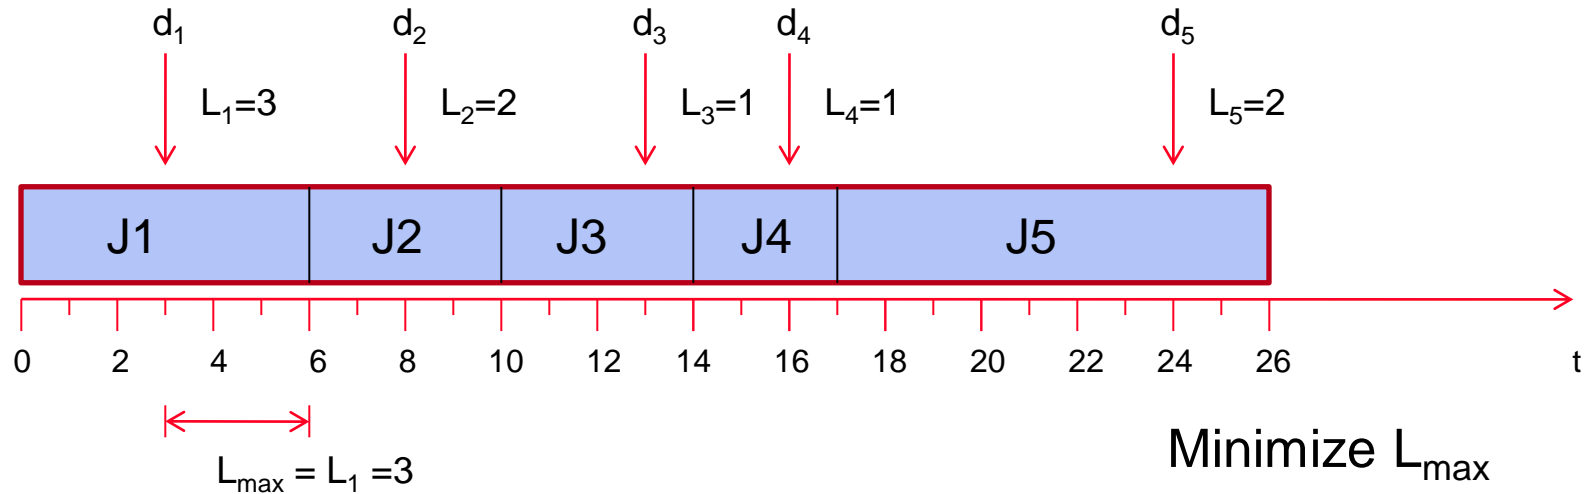 d₁ d₂ d₃ d₄ d₅
L₁=3 L₂=2 L₃=1 L₄=1 L₅=2
J1 J2 J3 J4 J5
0 2 4 6 8 10 12 14 16 18 20 22 24 26 t
Minimize Lₘₐₓ
Lₘₐₓ = L₁ =3